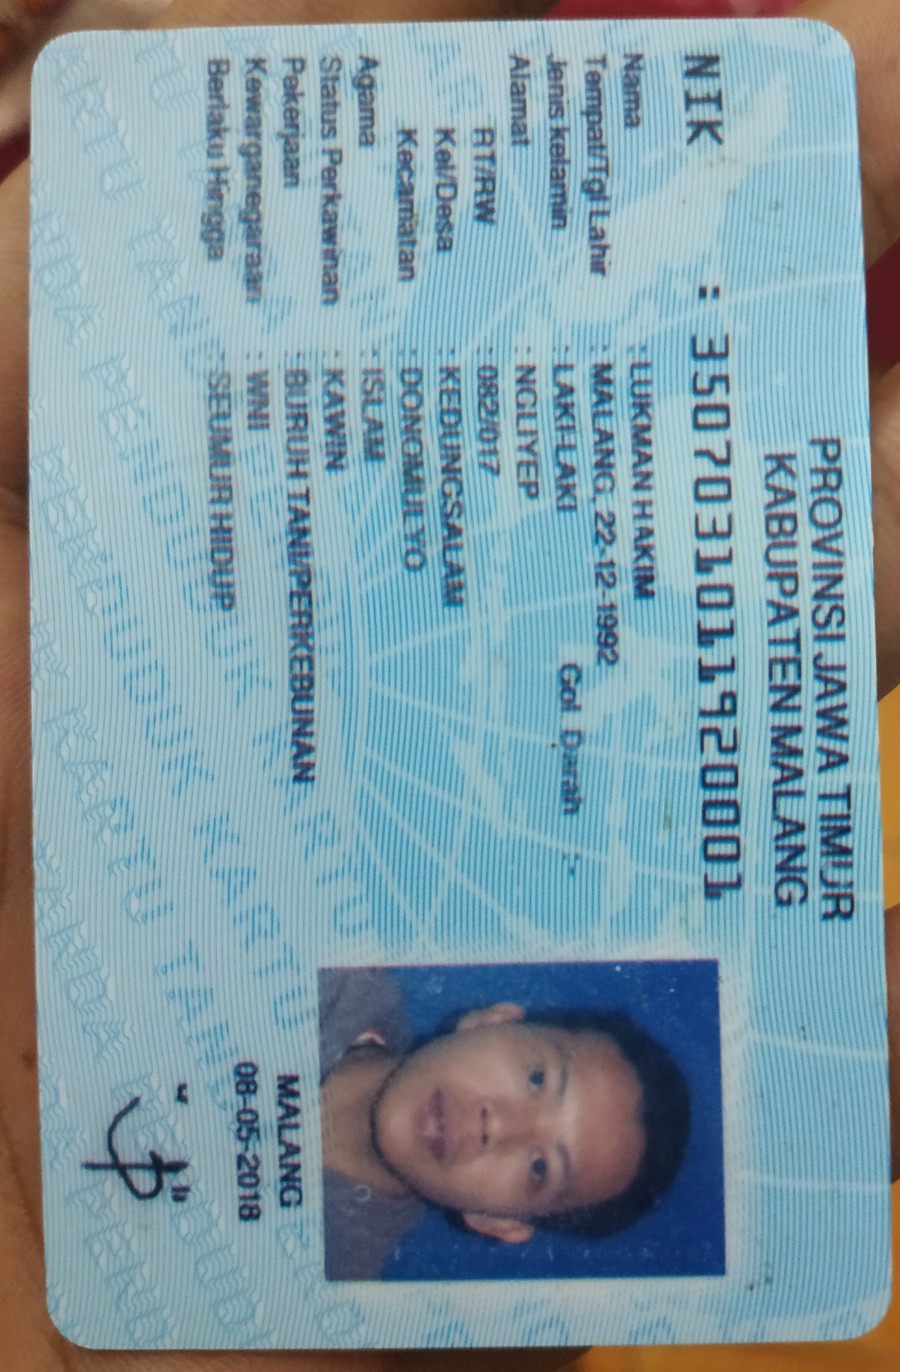 PROVINSI JAWA TIMUR
KABUPATEN MALANG
NIK : 3507031011920001
Nama : LUKMAN HAKIM
Tempat/Tgl Lahir : MALANG, 22-12-1992
Jenis kelamin : LAKI-LAKI Gol. Darah :-
Alamat : NGLIYEP
RT/RW : 082/017
Kel/Desa : KEDUNGSALAM
Kecamatan : DONOMULYO
Agama : ISLAM
Status Perkawinan : KAWIN
Pekerjaan : BURUH TANI/PERKEBUNAN
Kewarganegaraan : WNI
Berlaku Hingga : SEUMUR HIDUP
MALANG
08-05-2018